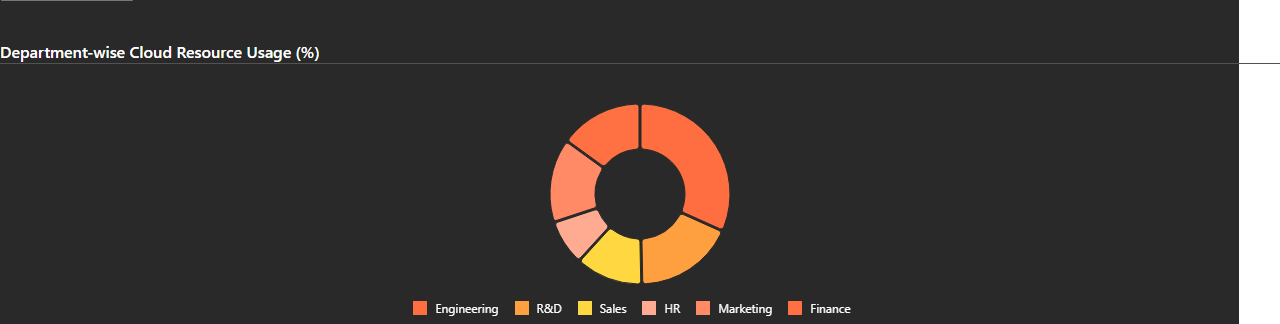 Department-wise Cloud Resource Usage (%)
Engineering R&D Sales HR Marketing Finance